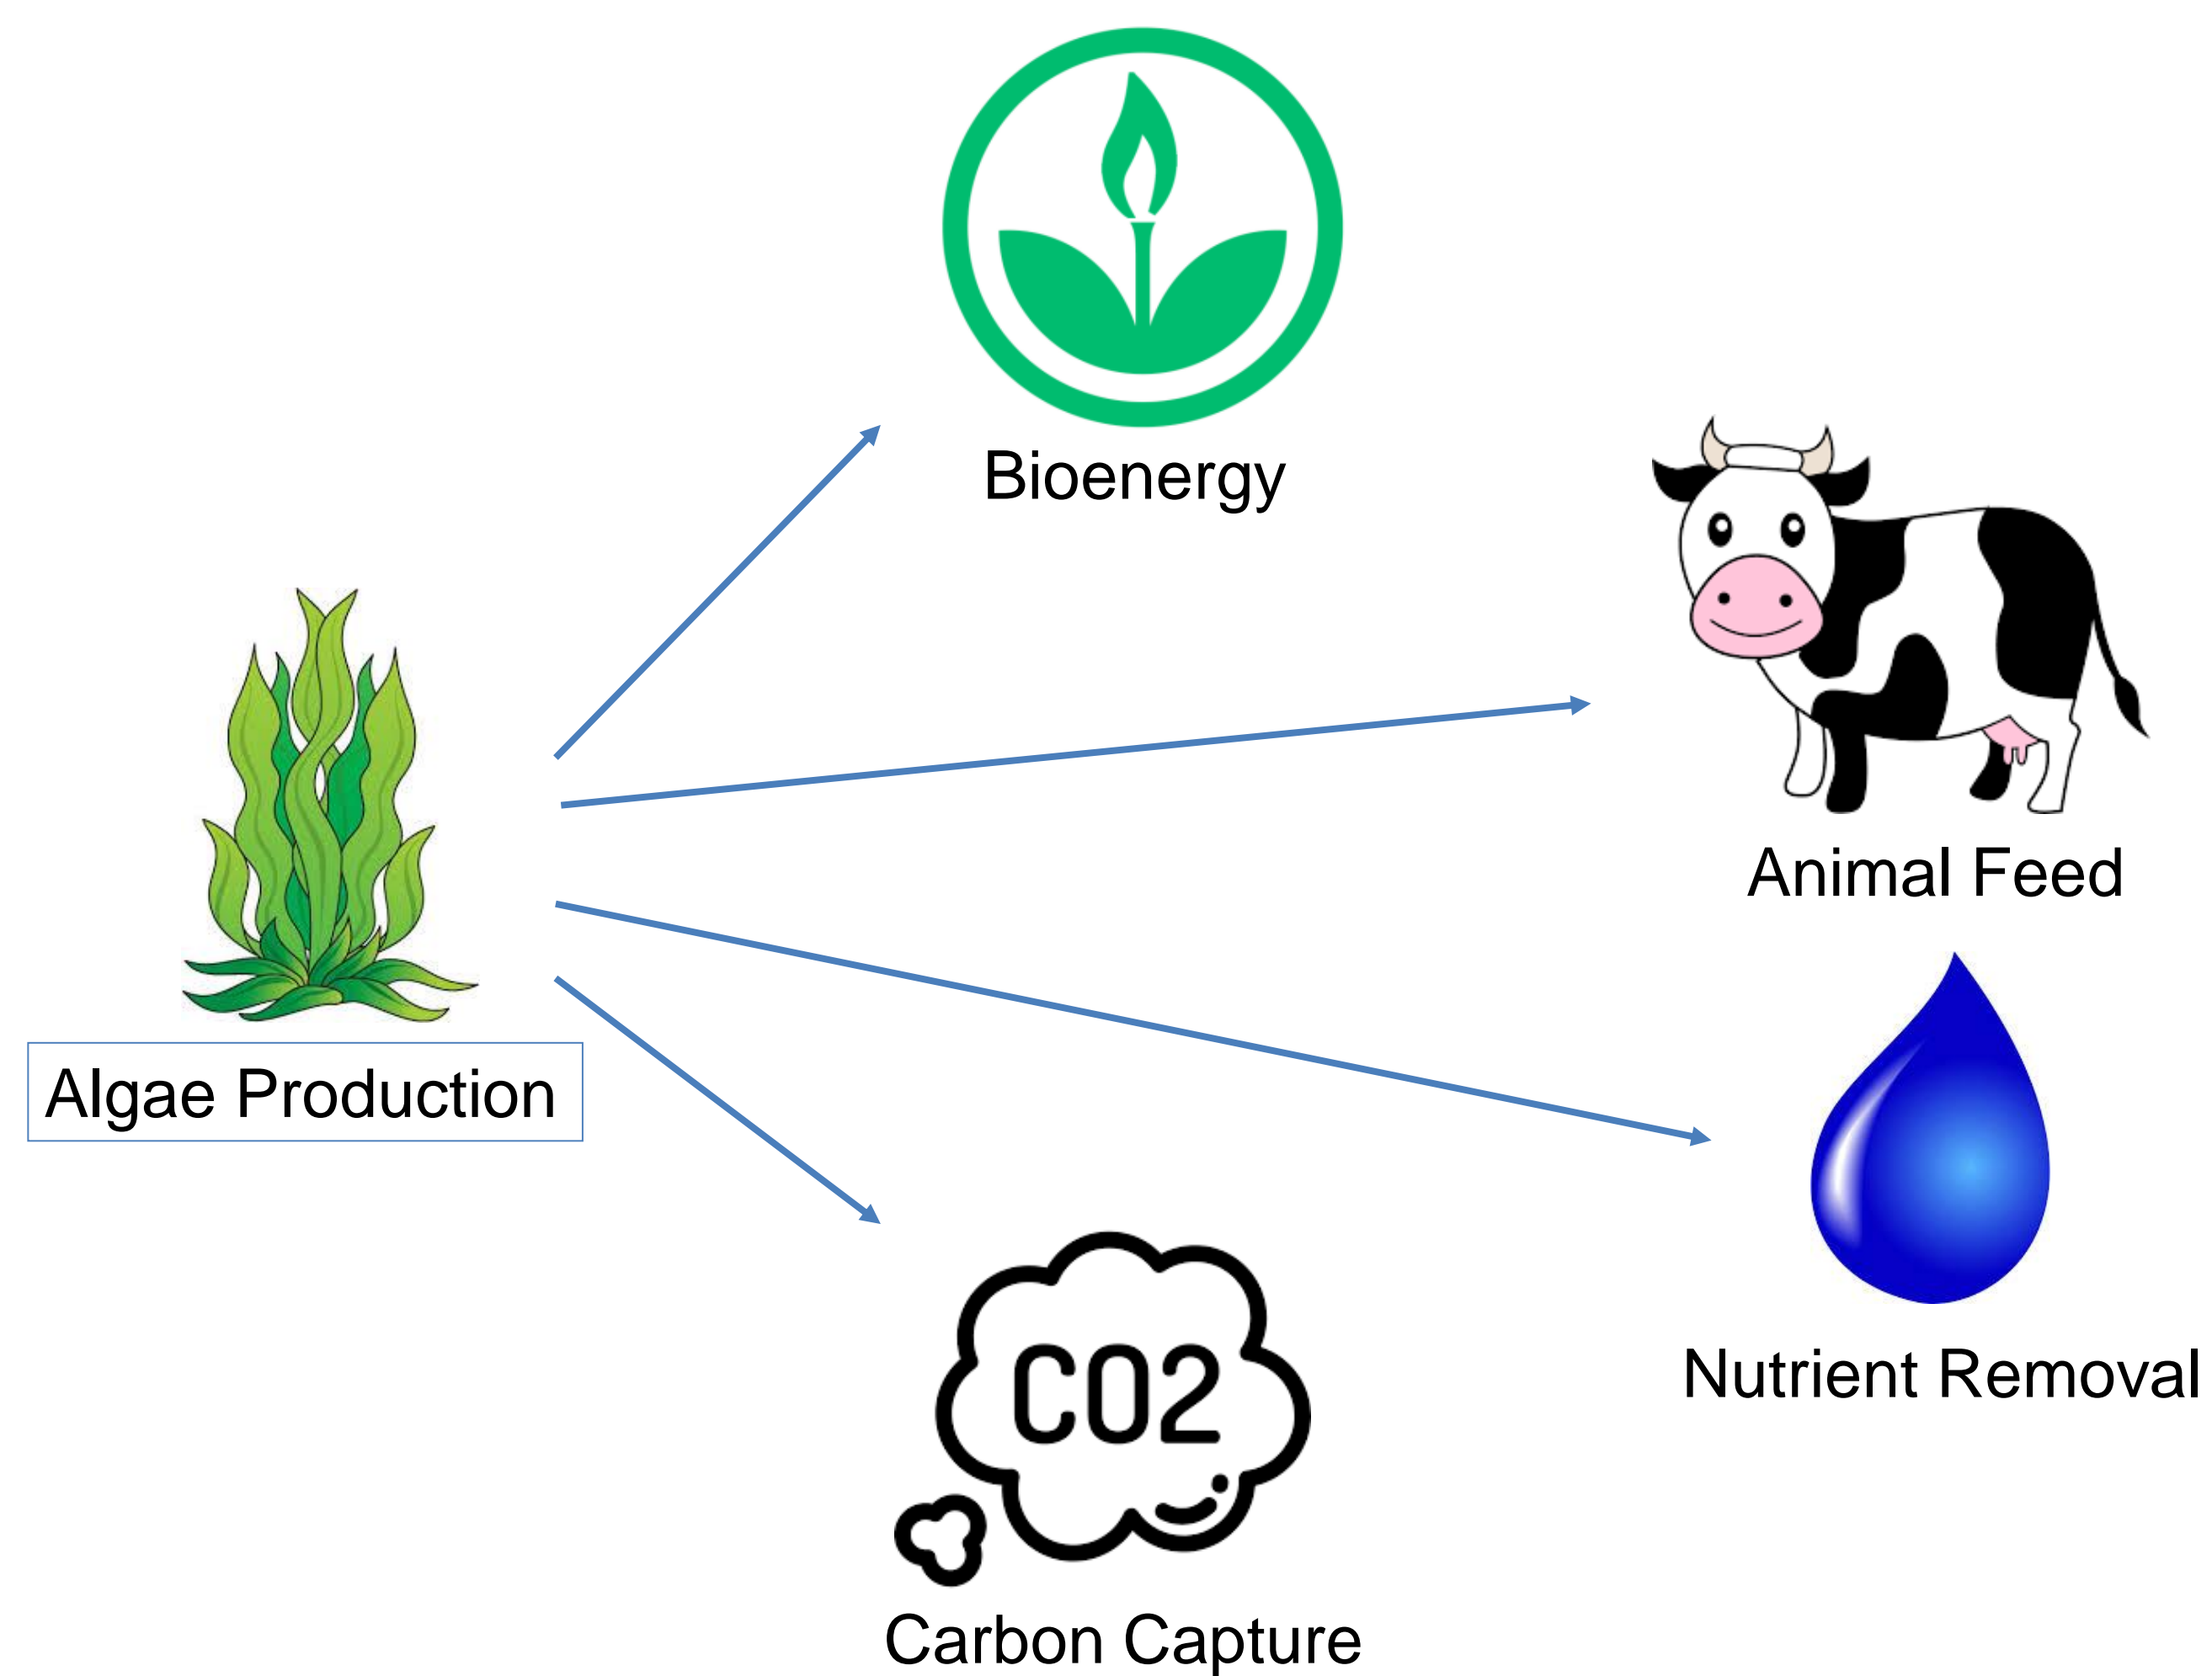 Bioenergy
Animal Feed
Algae Production
CO2
Nutrient Removal
Carbon Capture